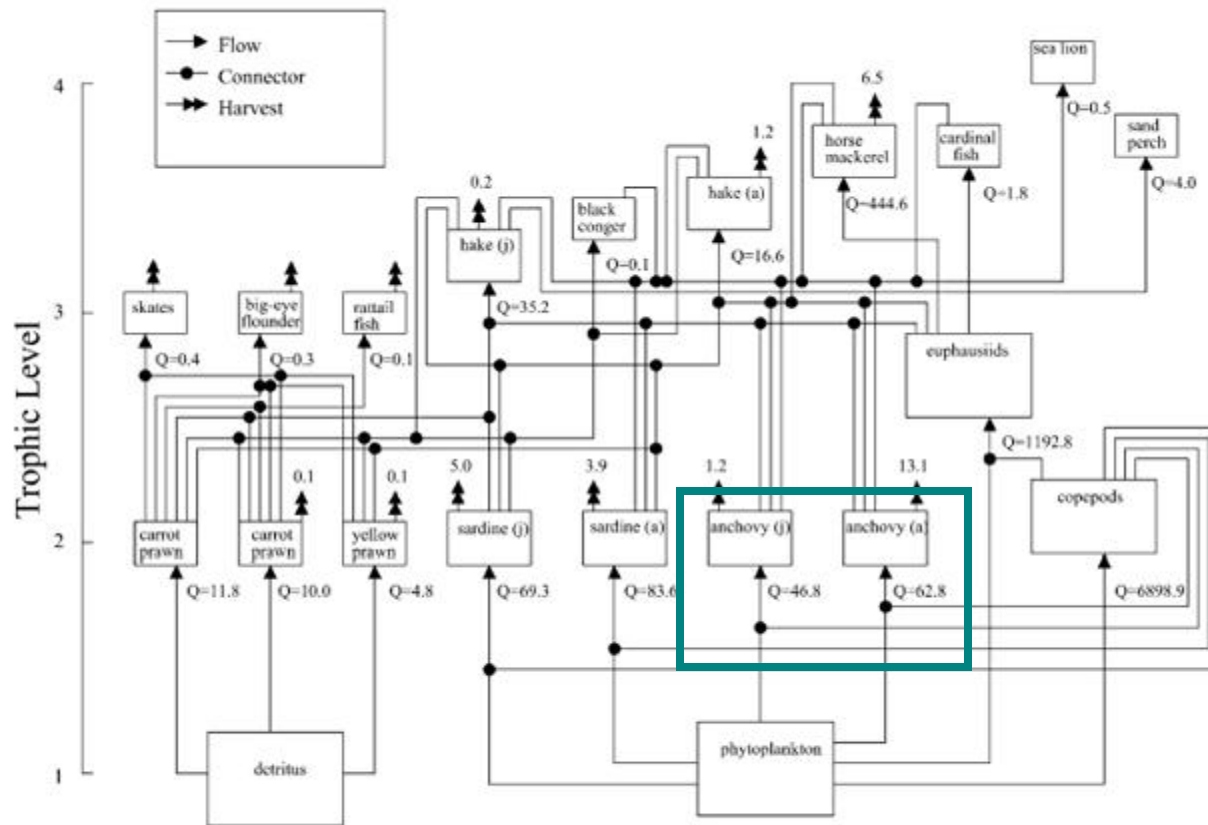 Flow
Connector
Harvest
Trophic Level
4
3
2
1
sea lion
Q=0.5
sand
perch
Q=4.0
6.5
horse
mackerel
Q=444.6
cardinal
fish
Q=1.8
1.2
hake (a)
Q=16.6
black
conger
Q=0.1
0.2
hake (j)
Q=35.2
skates
Q=0.4
big-eye
flounder
Q=0.3
rattail
fish
Q=0.1
euphausiids
Q=1192.8
copepods
Q=6898.9
carrot
prawn
Q=11.8
0.1
carrot
prawn
Q=10.0
0.1
yellow
prawn
Q=4.8
5.0
sardine (j)
Q=69.3
3.9
sardine (a)
Q=83.6
1.2
anchovy (j)
Q=46.8
13.1
anchovy (a)
Q=62.8
detritus
phytoplankton